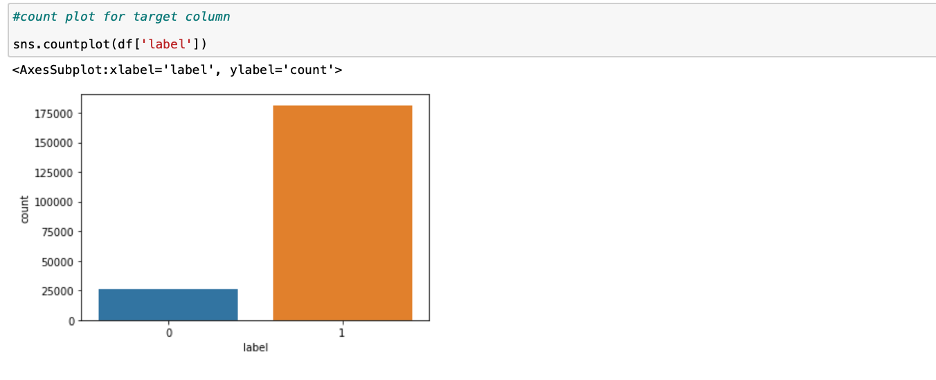 #count plot for target column
sns.countplot(df['label'])
<AxesSubplot:xlabel='label', ylabel='count'>
175000
150000
125000
100000
75000
50000
25000
0
count
0 1
label